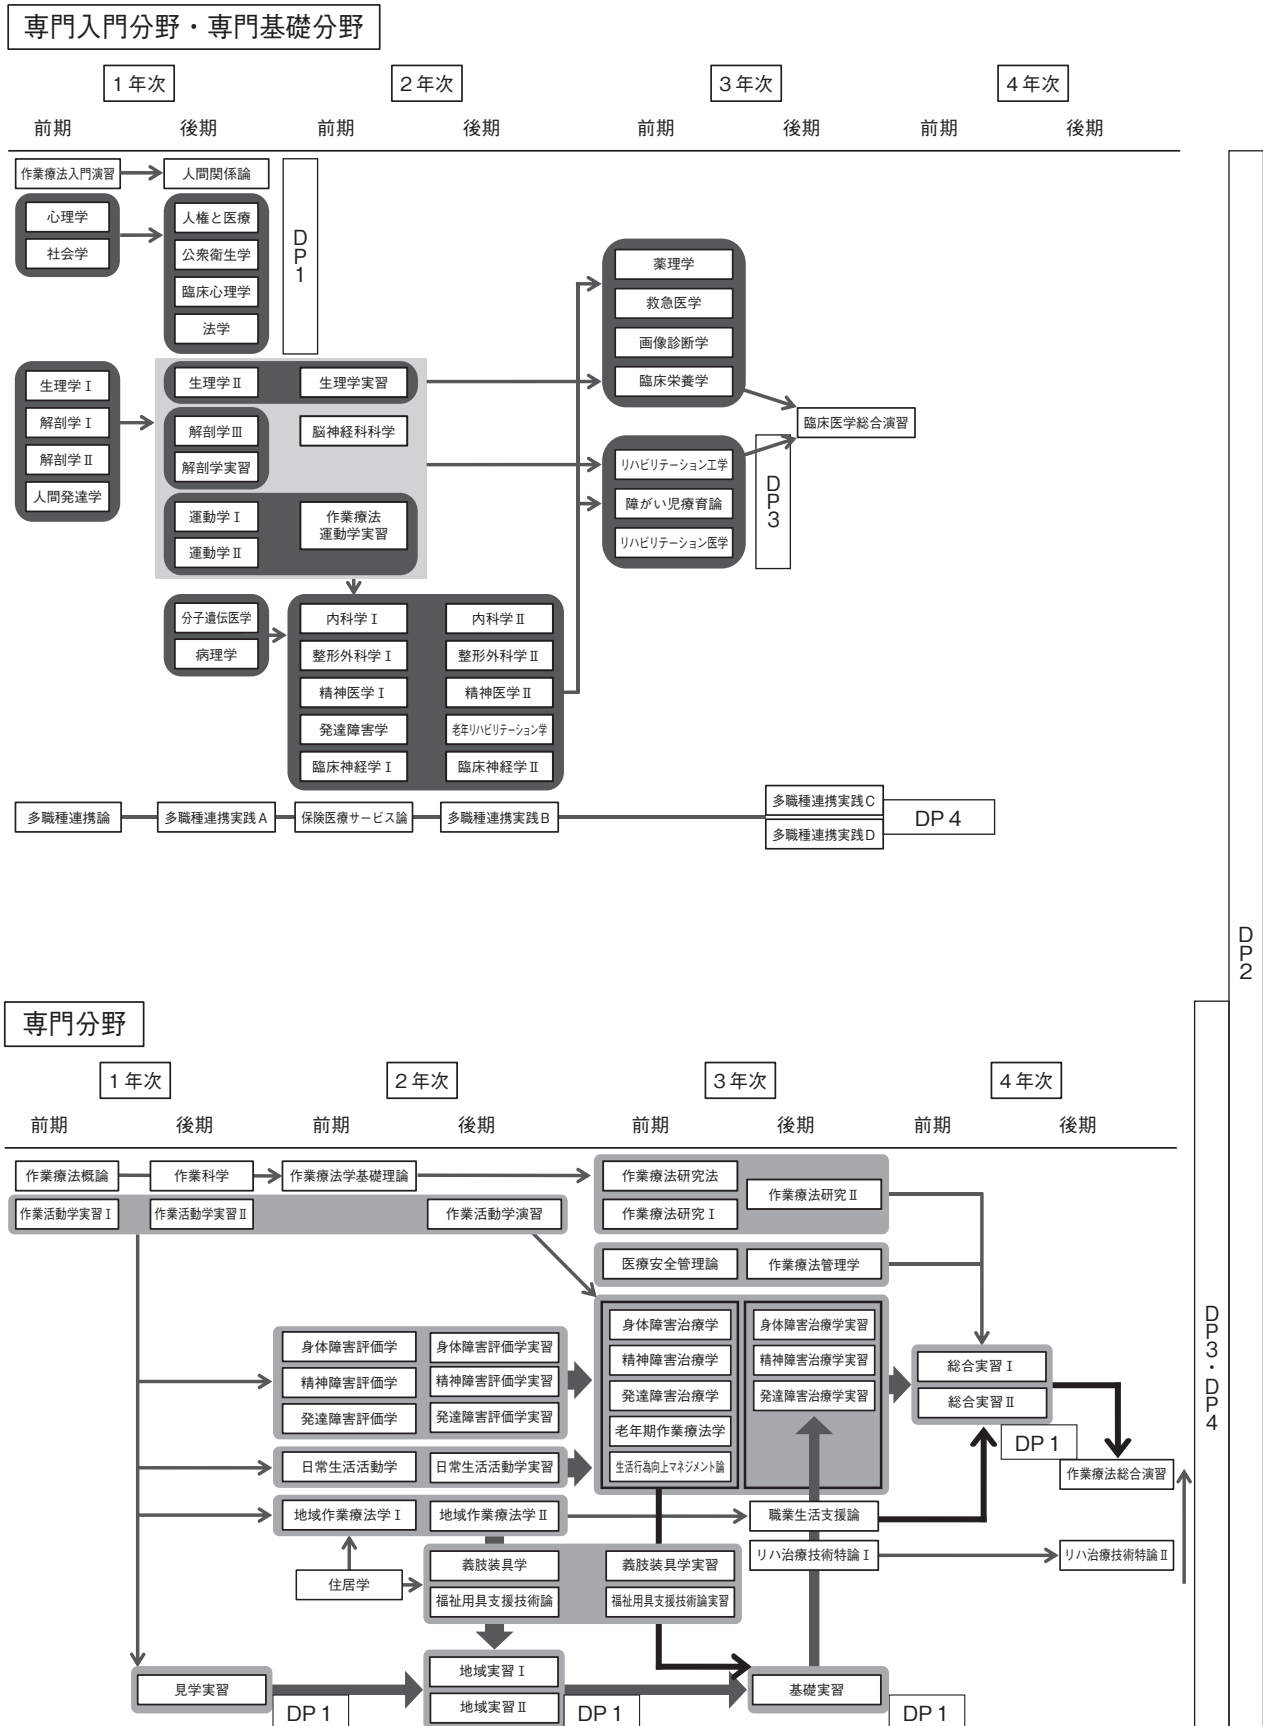 専門入門分野・専門基礎分野
1年次
2年次
3年次
4年次
前期
後期
前期
後期
前期
後期
前期
後期
作業療法入門演習
人間関係論
心理学
社会学
人権と医療
公衆衛生学
臨床心理学
法学
DP1
生理学Ⅰ
解剖学Ⅰ
解剖学Ⅱ
人間発達学
生理学Ⅱ
生理学実習
解剖学Ⅲ
解剖学実習
脳神経科科学
運動学Ⅰ
運動学Ⅱ
作業療法
運動学実習
分子遺伝医学
病理学
内科学Ⅰ
内科学Ⅱ
整形外科学Ⅰ
整形外科学Ⅱ
精神医学Ⅰ
精神医学Ⅱ
発達障害学
老年リハビリテーション学
臨床神経学Ⅰ
臨床神経学Ⅱ
薬理学
救急医学
画像診断学
臨床栄養学
リハビリテーション工学
障がい児療育論
リハビリテーション医学
DP3
臨床医学総合演習
多職種連携論
多職種連携実践A
保険医療サービス論
多職種連携実践B
多職種連携実践C
多職種連携実践D
DP4
DP2
専門分野
1年次
2年次
3年次
4年次
前期
後期
前期
後期
前期
後期
前期
後期
作業療法概論
作業科学
作業療法学基礎理論
作業療法研究法
作業療法研究Ⅰ
作業療法研究Ⅱ
作業活動学実習Ⅰ
作業活動学実習Ⅱ
作業活動学演習
医療安全管理論
作業療法管理学
身体障害評価学
身体障害評価学実習
精神障害評価学
精神障害評価学実習
発達障害評価学
発達障害評価学実習
身体障害治療学
精神障害治療学
発達障害治療学
老年期作業療法学
生活行為向上マネジメント論
身体障害治療学実習
精神障害治療学実習
発達障害治療学実習
総合実習Ⅰ
総合実習Ⅱ
DP1
作業療法総合演習
日常生活活動学
日常生活活動学実習
地域作業療法学Ⅰ
地域作業療法学Ⅱ
職業生活支援論
住居学
義肢装具学
義肢装具学実習
福祉用具支援技術論
福祉用具支援技術論実習
リハ治療技術特論Ⅰ
リハ治療技術特論Ⅱ
見学実習
DP1
地域実習Ⅰ
地域実習Ⅱ
DP1
基礎実習
DP1
DP3・DP4